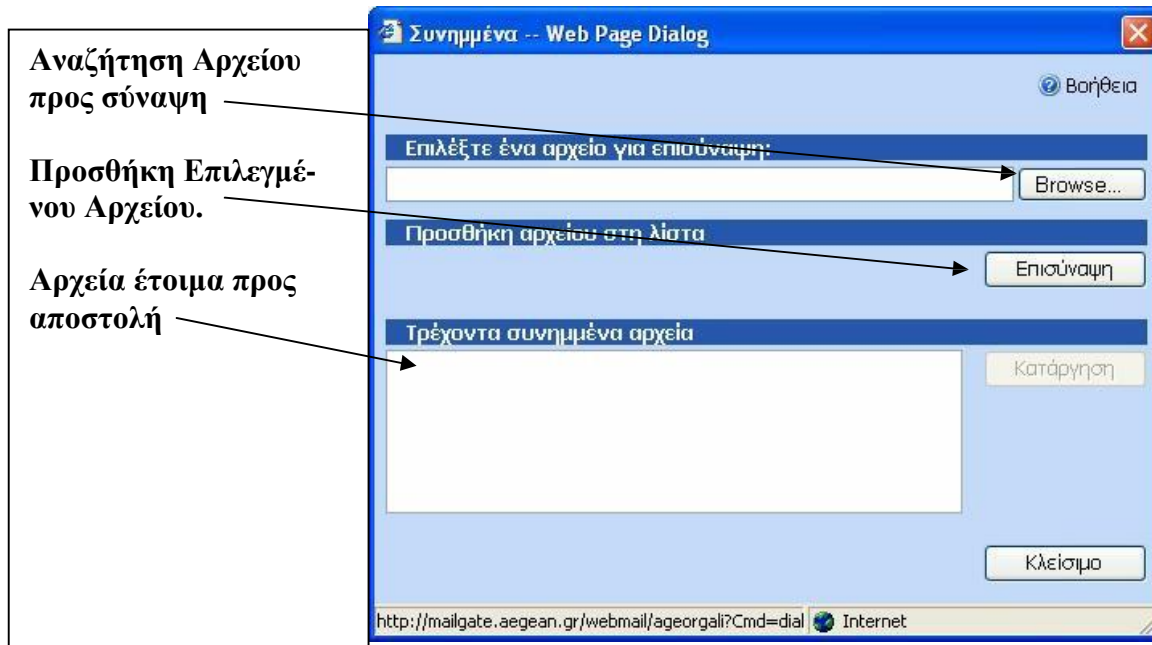 Αναζήτηση Αρχείου
προς σύναψη
Προσθήκη Επιλεγμέ-
νου Αρχείου.
Αρχεία έτοιμα προς
αποστολή
Συνημμένα -- Web Page Dialog
Βοήθεια
Επιλέξτε ένα αρχείο για επισύναψη:
Browse...
Προσθήκη αρχείου στη λίστα
Επισύναψη
Τρέχοντα συνημμένα αρχεία
Κατάργηση
Κλείσιμο
http://mailgate.aegean.gr/webmail/ageorgali?Cmd=dial
Internet